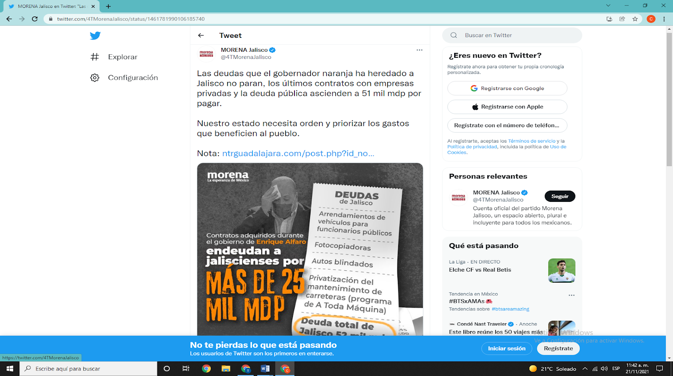 MORENA Jalisco en Twitter: "Las
twitter.com/4TMorenaJalisco/status/1461781990106185740
Explorar
Configuración
Tweet
MORENA Jalisco
@4TMorenaJalisco
Las deudas que el gobernador naranja ha heredado a
Jalisco no paran, los últimos contratos con empresas
privadas y la deuda pública ascienden a 51 mil mdp por
pagar.
Nuestro estado necesita orden y priorizar los gastos
que beneficien al pueblo.
Nota: ntrguadalajara.com/post.php?id_no...
morena
La esperanza de México
Contratos adquiridos durante
el gobierno de Enrique Alfaro
endeudan a
jaliscienses por
MÁS DE 25
MIL MDP
DEUDAS
de Jalisco
Arrendamientos de
vehículos para
funcionarios públicos
Fotocopiadoras
Autos blindados
Privatización del
mantenimiento de
carreteras (programa
de A Toda Máquina)
Deuda total de
Buscar en Twitter
¿Eres nuevo en Twitter?
Regístrate ahora para obtener tu propia cronología
personalizada.
Registrarse con Google
Registrarse con Apple
Registrarte con el número de teléfon...
Al registrarte, aceptas los Términos de servicio y la
Política de privacidad, incluida la política de Uso de
Cookies.
Personas relevantes
MORENA Jalisco
@4TMorenaJalisco
Seguir
Cuenta oficial del partido Morena
Jalisco, un espacio abierto, plural e
incluyente para todos los mexicanos.
Qué está pasando
La Liga · EN DIRECTO
Elche CF vs Real Betis
Tendencia en México
#BTSxAMAs
Tendencias sobre #btsamamazing
Condé Nast Traveler · Anoche
Este libro reúne los 50 viajes más
No te pierdas lo que está pasando
Los usuarios de Twitter son los primeros en enterarse.
Iniciar sesión
Regístrate
https://twitter.com/4TMorenaJalisco
Escribe aquí para buscar
21°C Soleado
ESP
11:42 a. m.
21/11/2021